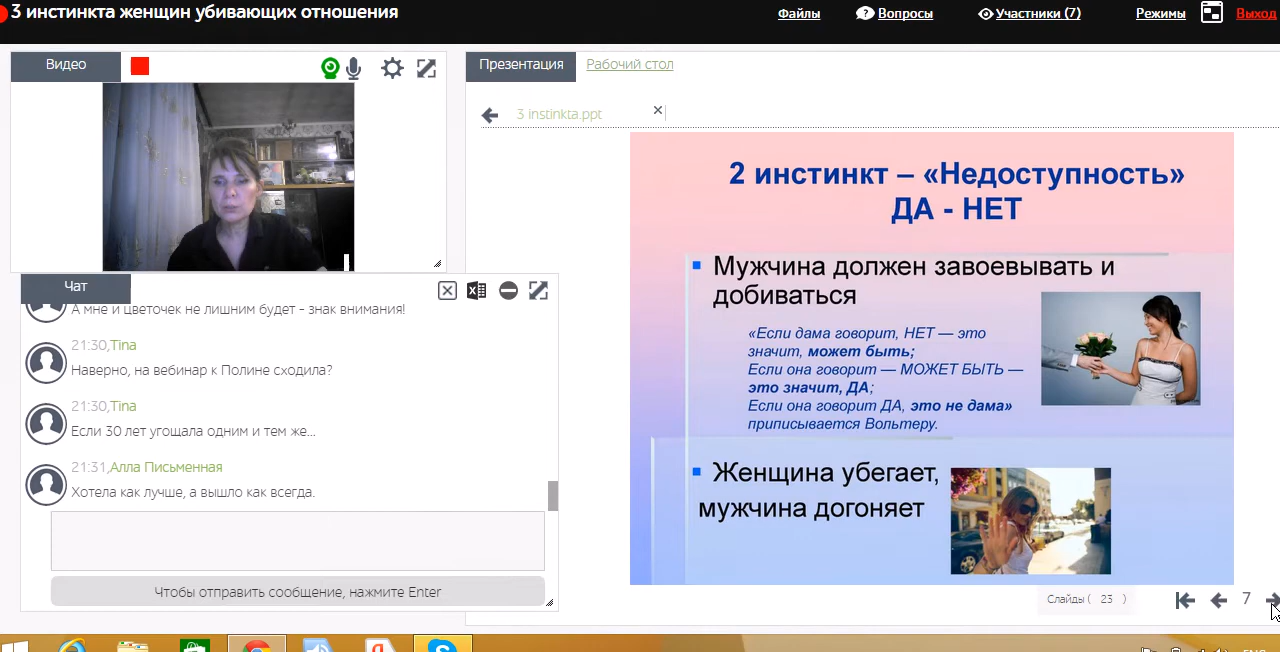 3 инстинкта женщин убивающих отношения
Файлы
Вопросы
Участники (7)
Режимы
Выход
Видео
Презентация
Рабочий стол
3 instinkta.ppt
2 инстинкт – «Недоступность»
ДА - НЕТ
Мужчина должен завоевывать и
добиваться
«Если дама говорит, НЕТ — это
значит, может быть;
Если она говорит — МОЖЕТ БЫТЬ —
это значит, ДА;
Если она говорит ДА, это не дама»
приписывается Вольтеру.
Женщина убегает,
мужчина догоняет
Слайды ( 23 )
7
Чат
А мне и цветочек не лишним будет - знак внимания!
21:30,Tina
Наверно, на вебинар к Полине сходила?
21:30,Tina
Если 30 лет угощала одним и тем же...
21:31,Алла Письменная
Хотела как лучше, а вышло как всегда.
Чтобы отправить сообщение, нажмите Enter